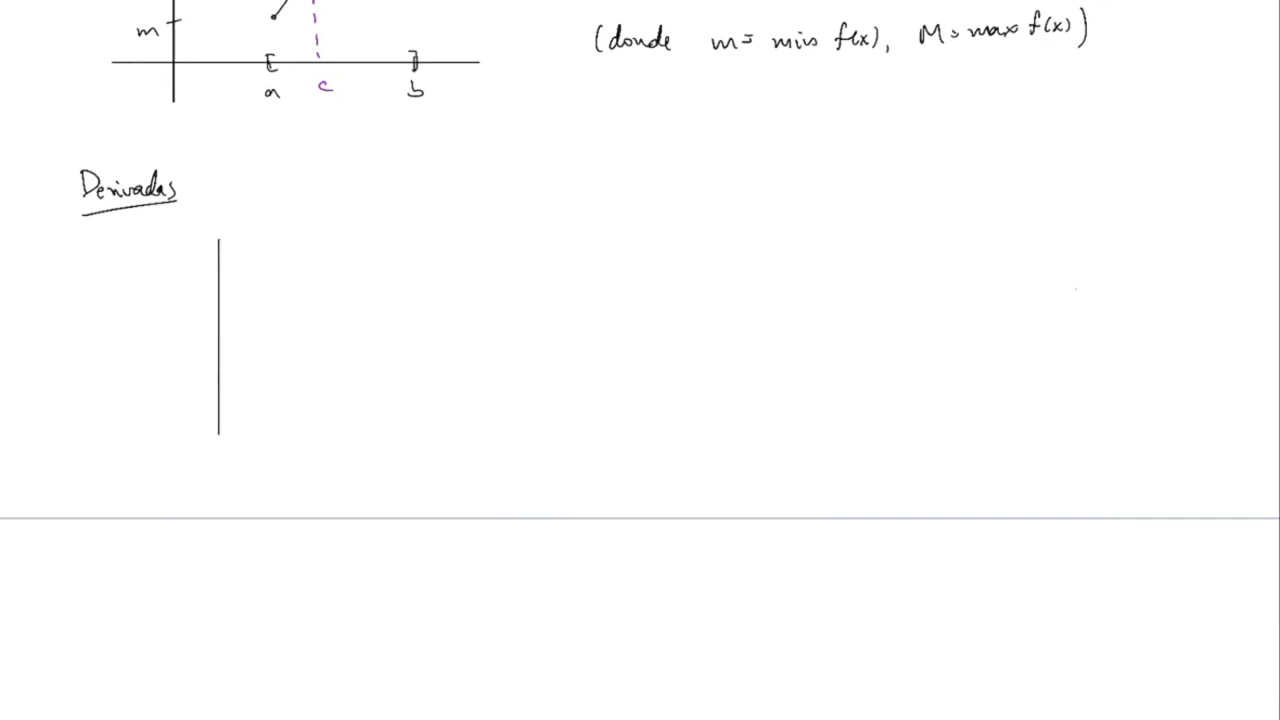 m
(donde m = min f(x), M = max f(x))
a c b
Derivadas